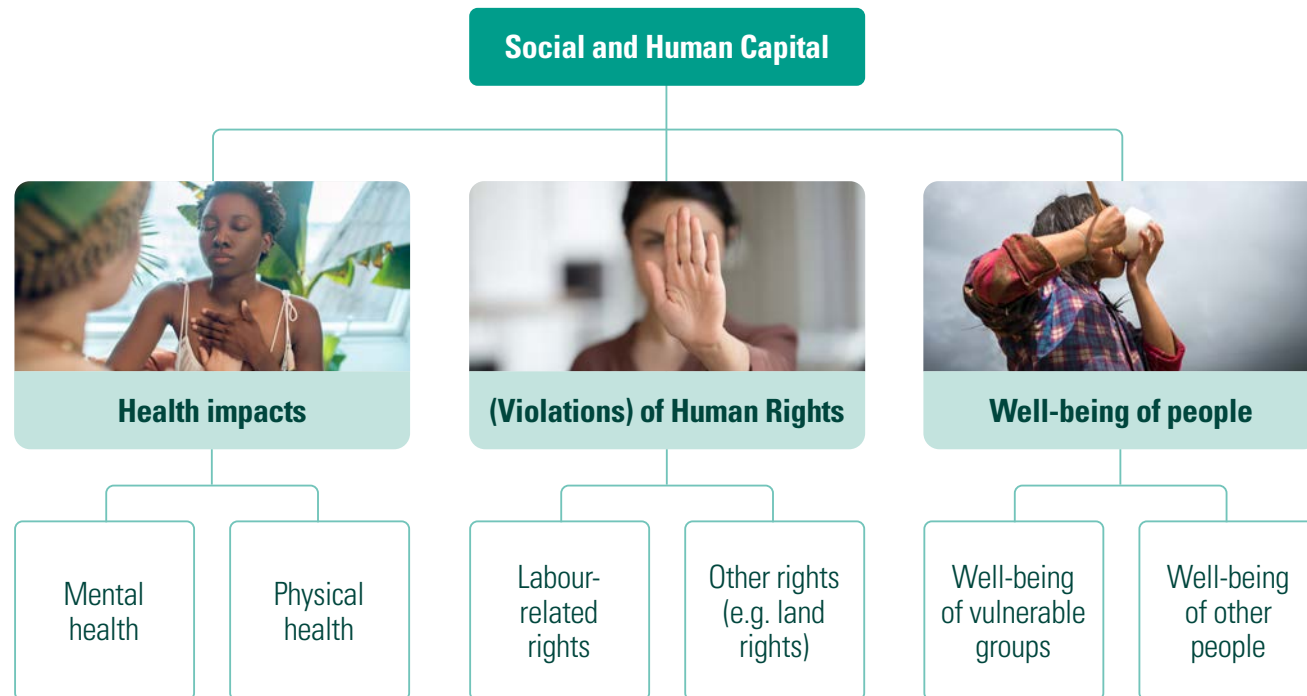 Social and Human Capital
Health impacts
(Violations) of Human Rights
Well-being of people
Mental
health
Physical
health
Labour-
related
rights
Other rights
(e.g. land
rights)
Well-being
of vulnerable
groups
Well-being
of other
people